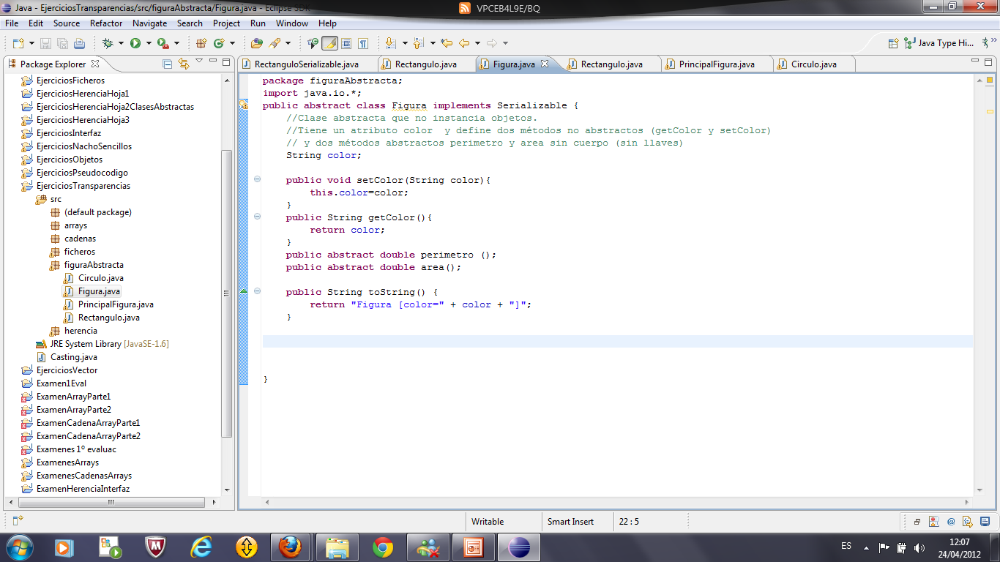 Java - EjerciciosTransparencias/src/figuraAbstracta/Figura.java - Eclipse SDK
VPCEB4L9E/BQ
File Edit Source Refactor Navigate Search Project Run Window Help
Java Type Hi...
Package Explorer
RectanguloSerializable.java Rectangulo.java Figura.java Rectangulo.java PrincipalFigura.java Circulo.java
EjerciciosFicheros
EjerciciosHerenciaHoja1
EjerciciosHerenciaHoja2ClasesAbstractas
EjerciciosHerenciaHoja3
EjerciciosInterfaz
EjerciciosNachoSencillos
EjerciciosObjetos
EjerciciosPseudocodigo
EjerciciosTransparencias
src
(default package)
arrays
cadenas
ficheros
figuraAbstracta
Circulo.java
Figura.java
PrincipalFigura.java
Rectangulo.java
herencia
JRE System Library [JavaSE-1.6]
Casting.java
EjerciciosVector
Examen1Eval
ExamenArrayParte1
ExamenArrayParte2
ExamenCadenaArrayParte1
ExamenCadenaArrayParte2
Examenes 1º evaluac
ExamenesArrays
ExamenesCadenasArrays
ExamenHerenciaInterfaz
package figuraAbstracta;
import java.io.*;
public abstract class Figura implements Serializable {
//Clase abstracta que no instancia objetos.
//Tiene un atributo color  y define dos métodos no abstractos (getColor y setColor)
// y dos métodos abstractos perimetro y area sin cuerpo (sin llaves)
String color;
public void setColor(String color){
this.color=color;
}
public String getColor(){
return color;
}
public abstract double perimetro ();
public abstract double area();
public String toString() {
return "Figura [color=" + color + "]";
}
}
Writable Smart Insert 22 : 5
ES 12:07
24/04/2012